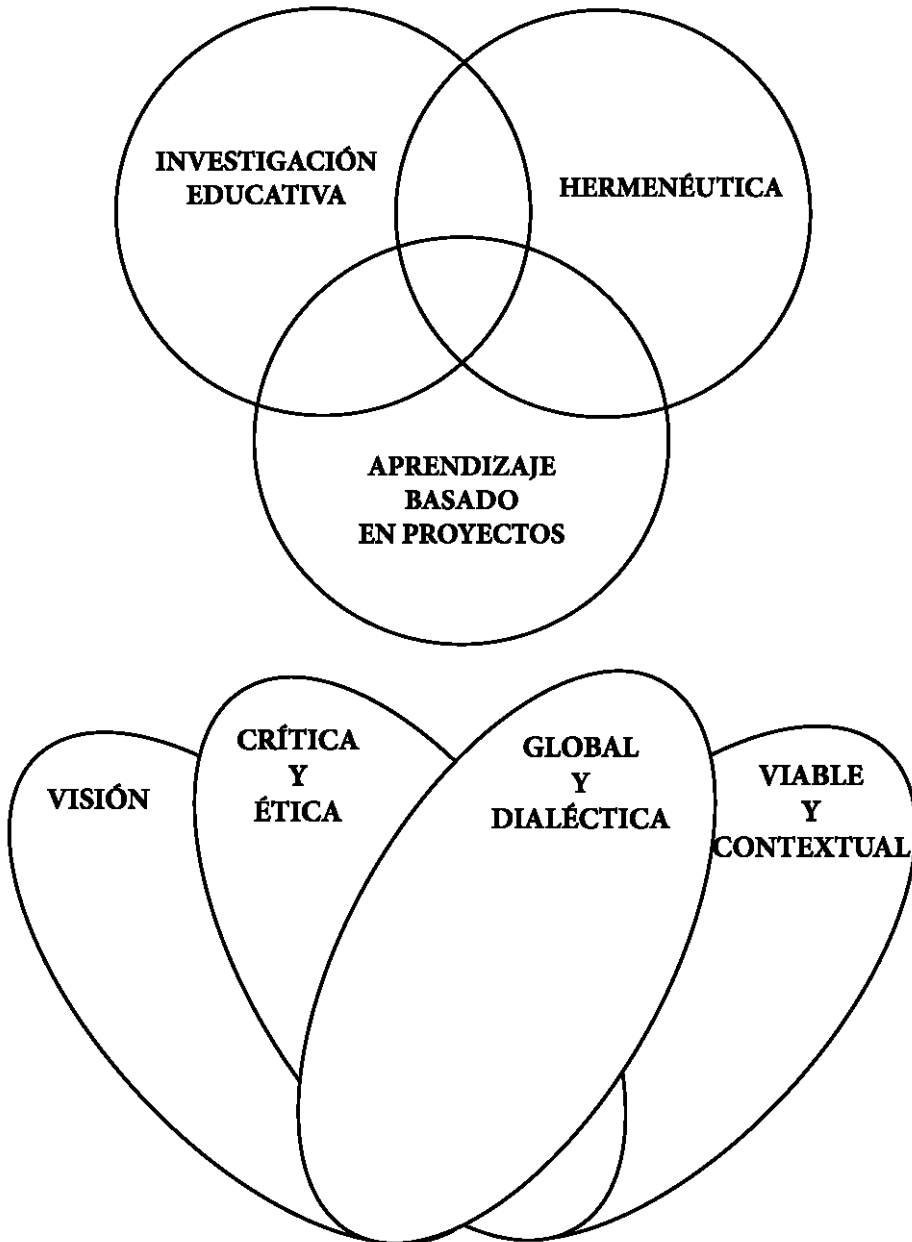 INVESTIGACIÓN
EDUCATIVA
HERMENÉUTICA
APRENDIZAJE
BASADO
EN PROYECTOS
VISIÓN
CRÍTICA
Y
ÉTICA
GLOBAL
Y
DIALÉCTICA
VIABLE
Y
CONTEXTUAL